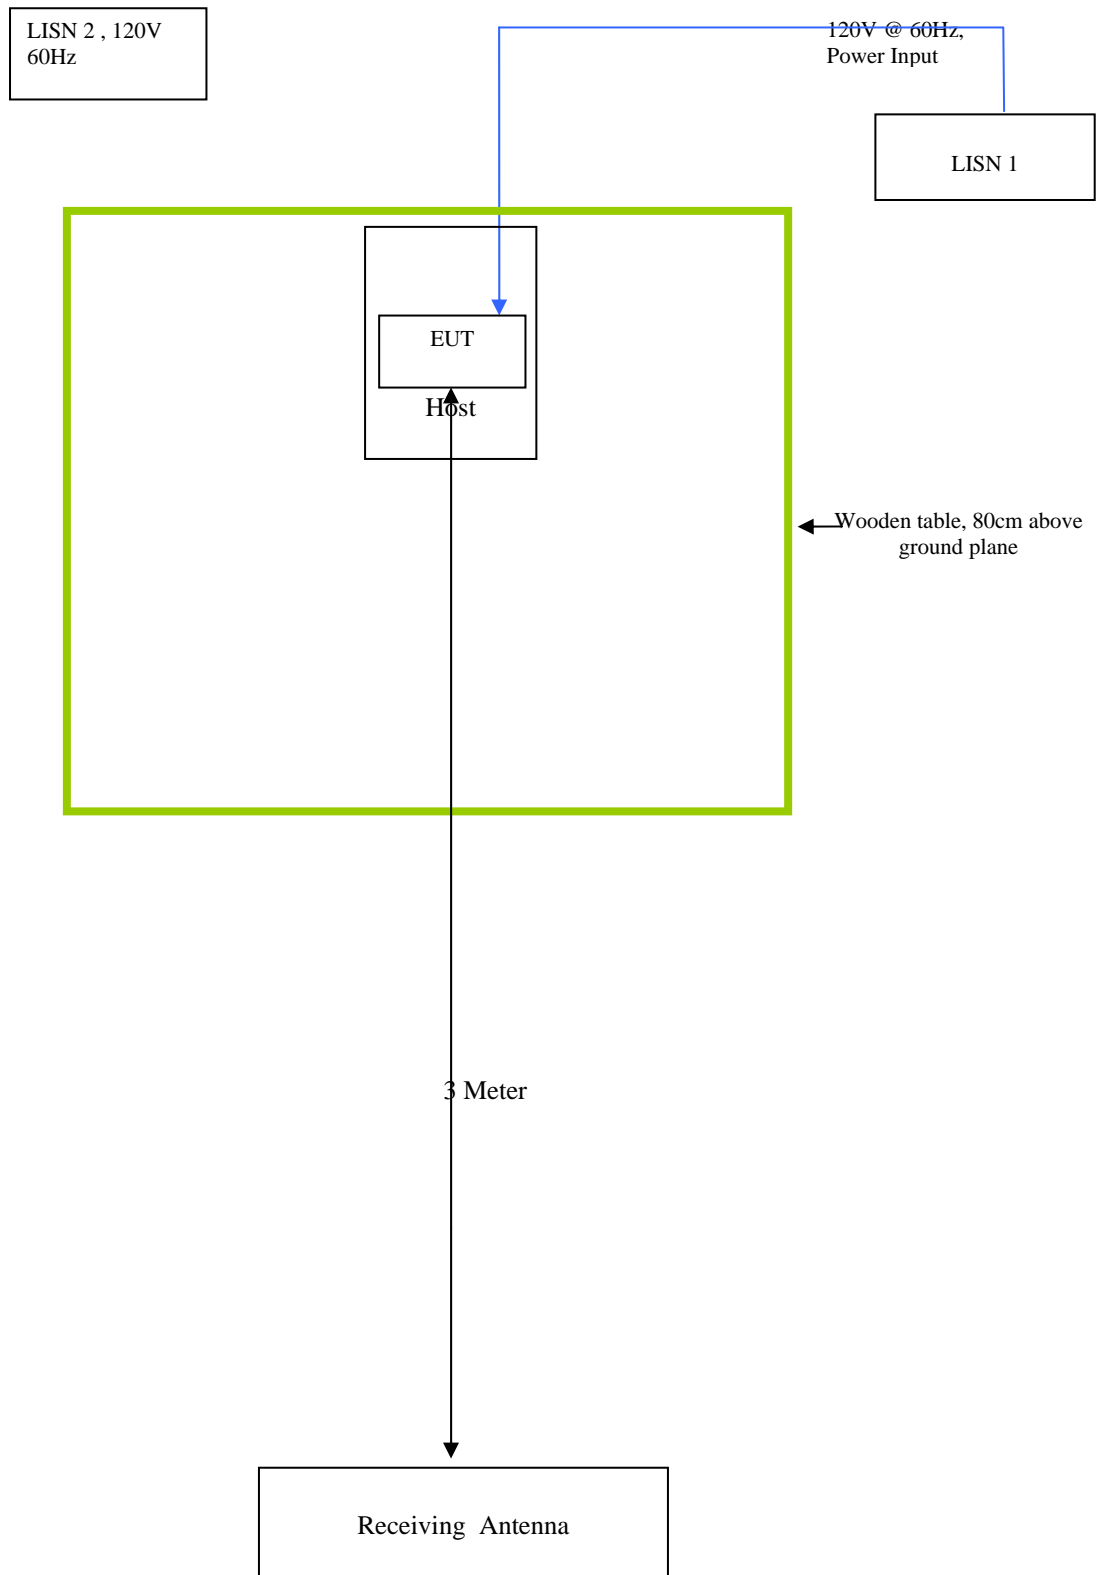 LISN 2 , 120V
60Hz
120V @ 60Hz,
Power Input
LISN 1
EUT
Host
Wooden table, 80cm above
ground plane
3 Meter
Receiving Antenna